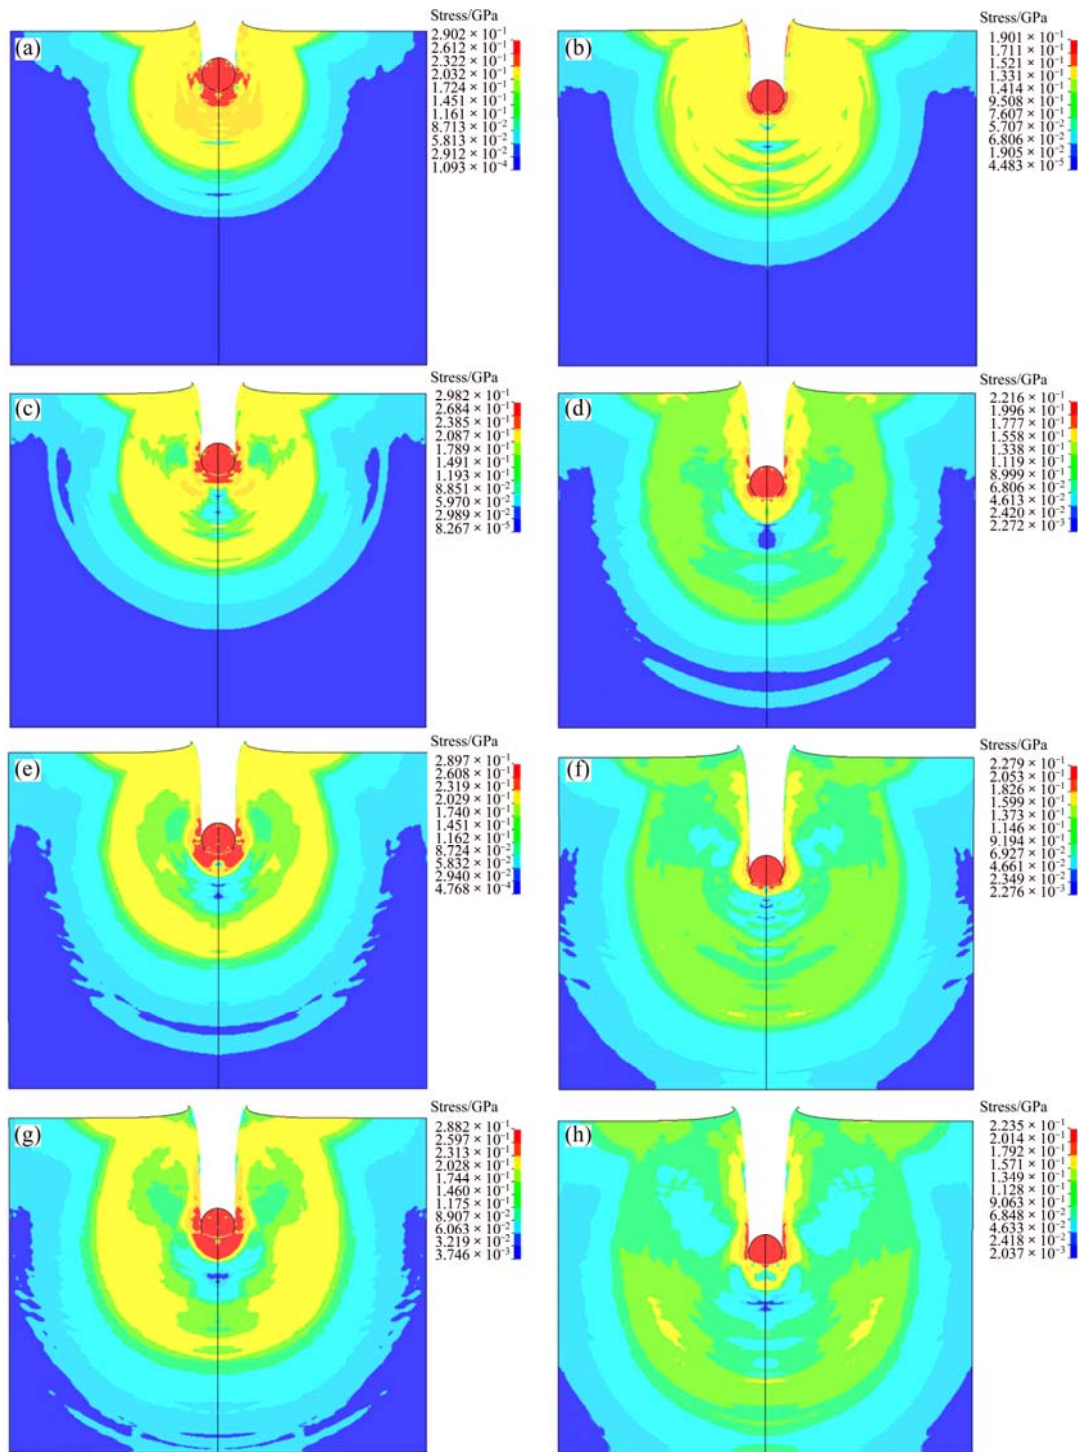 (a)
Stress/GPa
2.902 × 10⁻¹
2.612 × 10⁻¹
2.322 × 10⁻¹
2.032 × 10⁻¹
1.724 × 10⁻¹
1.451 × 10⁻¹
1.161 × 10⁻¹
8.713 × 10⁻²
5.813 × 10⁻²
2.912 × 10⁻²
1.093 × 10⁻⁴
(b)
Stress/GPa
1.901 × 10⁻¹
1.711 × 10⁻¹
1.521 × 10⁻¹
1.331 × 10⁻¹
1.414 × 10⁻¹
9.508 × 10⁻²
7.607 × 10⁻²
5.707 × 10⁻²
6.806 × 10⁻²
1.905 × 10⁻²
4.483 × 10⁻⁵
(c)
Stress/GPa
2.982 × 10⁻¹
2.684 × 10⁻¹
2.385 × 10⁻¹
2.087 × 10⁻¹
1.789 × 10⁻¹
1.491 × 10⁻¹
1.193 × 10⁻¹
8.851 × 10⁻²
5.970 × 10⁻²
2.989 × 10⁻²
8.267 × 10⁻⁵
(d)
Stress/GPa
2.216 × 10⁻¹
1.996 × 10⁻¹
1.777 × 10⁻¹
1.558 × 10⁻¹
1.338 × 10⁻¹
1.119 × 10⁻¹
8.999 × 10⁻²
6.806 × 10⁻²
4.613 × 10⁻²
2.420 × 10⁻²
2.272 × 10⁻³
(e)
Stress/GPa
2.897 × 10⁻¹
2.608 × 10⁻¹
2.319 × 10⁻¹
2.029 × 10⁻¹
1.740 × 10⁻¹
1.451 × 10⁻¹
1.162 × 10⁻¹
8.724 × 10⁻²
5.832 × 10⁻²
2.940 × 10⁻²
4.768 × 10⁻⁴
(f)
Stress/GPa
2.279 × 10⁻¹
2.053 × 10⁻¹
1.826 × 10⁻¹
1.599 × 10⁻¹
1.373 × 10⁻¹
1.146 × 10⁻¹
9.194 × 10⁻²
6.927 × 10⁻²
4.661 × 10⁻²
2.349 × 10⁻²
2.276 × 10⁻³
(g)
Stress/GPa
2.882 × 10⁻¹
2.597 × 10⁻¹
2.313 × 10⁻¹
2.028 × 10⁻¹
1.744 × 10⁻¹
1.460 × 10⁻¹
1.175 × 10⁻¹
8.907 × 10⁻²
6.063 × 10⁻²
3.219 × 10⁻²
3.746 × 10⁻³
(h)
Stress/GPa
2.235 × 10⁻¹
2.014 × 10⁻¹
1.792 × 10⁻¹
1.571 × 10⁻¹
1.349 × 10⁻¹
1.128 × 10⁻¹
9.063 × 10⁻²
6.848 × 10⁻²
4.633 × 10⁻²
2.418 × 10⁻²
2.037 × 10⁻³